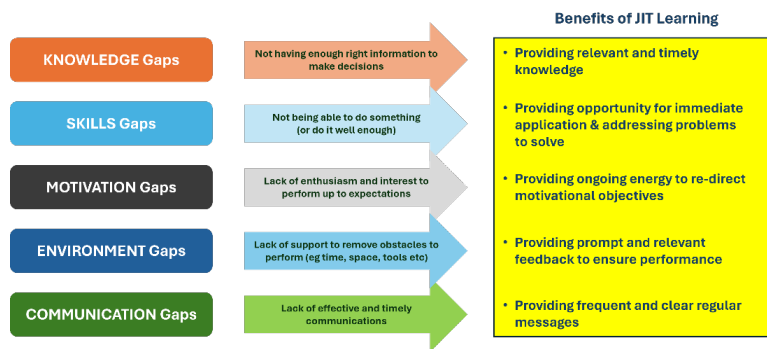 Benefits of JIT Learning
KNOWLEDGE Gaps
Not having enough right information to
make decisions
• Providing relevant and timely
knowledge
SKILLS Gaps
Not being able to do something
(or do it well enough)
• Providing opportunity for immediate
application & addressing problems
to solve
MOTIVATION Gaps
Lack of enthusiasm and interest to
perform up to expectations
• Providing ongoing energy to re-direct
motivational objectives
ENVIRONMENT Gaps
Lack of support to remove obstacles to
perform (eg time, space, tools etc)
• Providing prompt and relevant
feedback to ensure performance
COMMUNICATION Gaps
Lack of effective and timely
communications
• Providing frequent and clear regular
messages